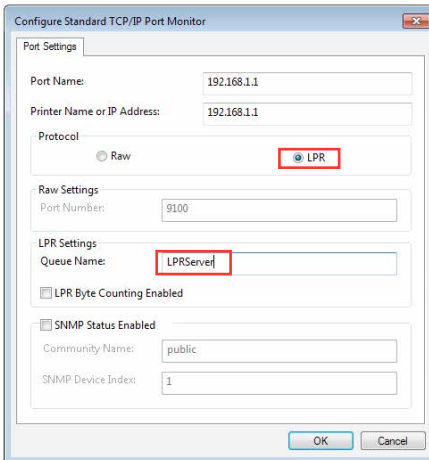 Configure Standard TCP/IP Port Monitor
Port Settings
Port Name: 192.168.1.1
Printer Name or IP Address: 192.168.1.1
Protocol
Raw LPR
Raw Settings
Port Number: 9100
LPR Settings
Queue Name: LPRServer
LPR Byte Counting Enabled
SNMP Status Enabled
Community Name: public
SNMP Device Index: 1
OK Cancel